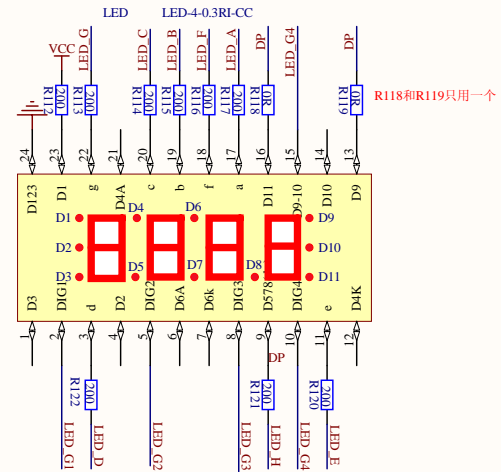 LED LED-4-0.3RI-CC
VCC LED_G LED_C LED_B LED_F LED_A DP LED_G4 DP
R112 200 R113 200 R114 200 R115 200 R116 200 R117 200 R118 0R R119 0R
R118和R119只用一个
24 23 22 21 20 19 18 17 16 15 14 13
D123 D1 g D4A c b f a D11 D9-10 D10 D9
D1 D4 D6 D9
D2 D10
D3 D5 D7 D8 D11
D3 DIG1 d D2 DIG2 D6A D6k DIG3 D578 DIG4 e D4K
1 2 3 4 5 6 7 8 9 10 11 12
DP
R122 200 R121 200 R120 200
LED_G1 LED_D LED_G2 LED_G3 LED_H LED_G4 LED_E